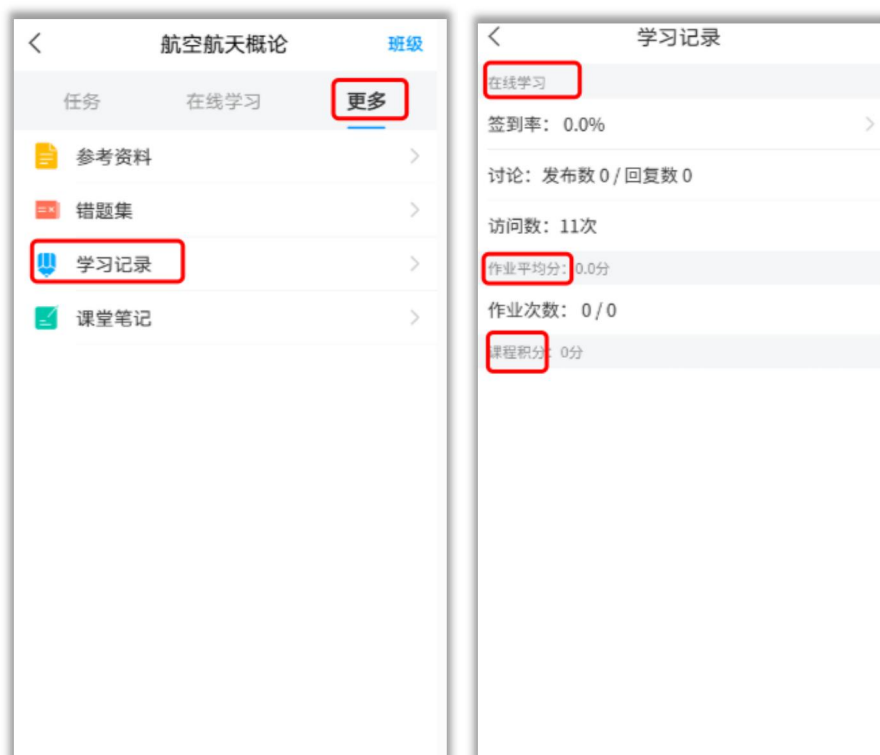 航空航天概论 班级
任务 在线学习 更多
参考资料
错题集
学习记录
课堂笔记
学习记录
在线学习
签到率： 0.0%
讨论：发布数 0 / 回复数 0
访问数：11次
作业平均分：0.0分
作业次数： 0 / 0
课程积分：0分